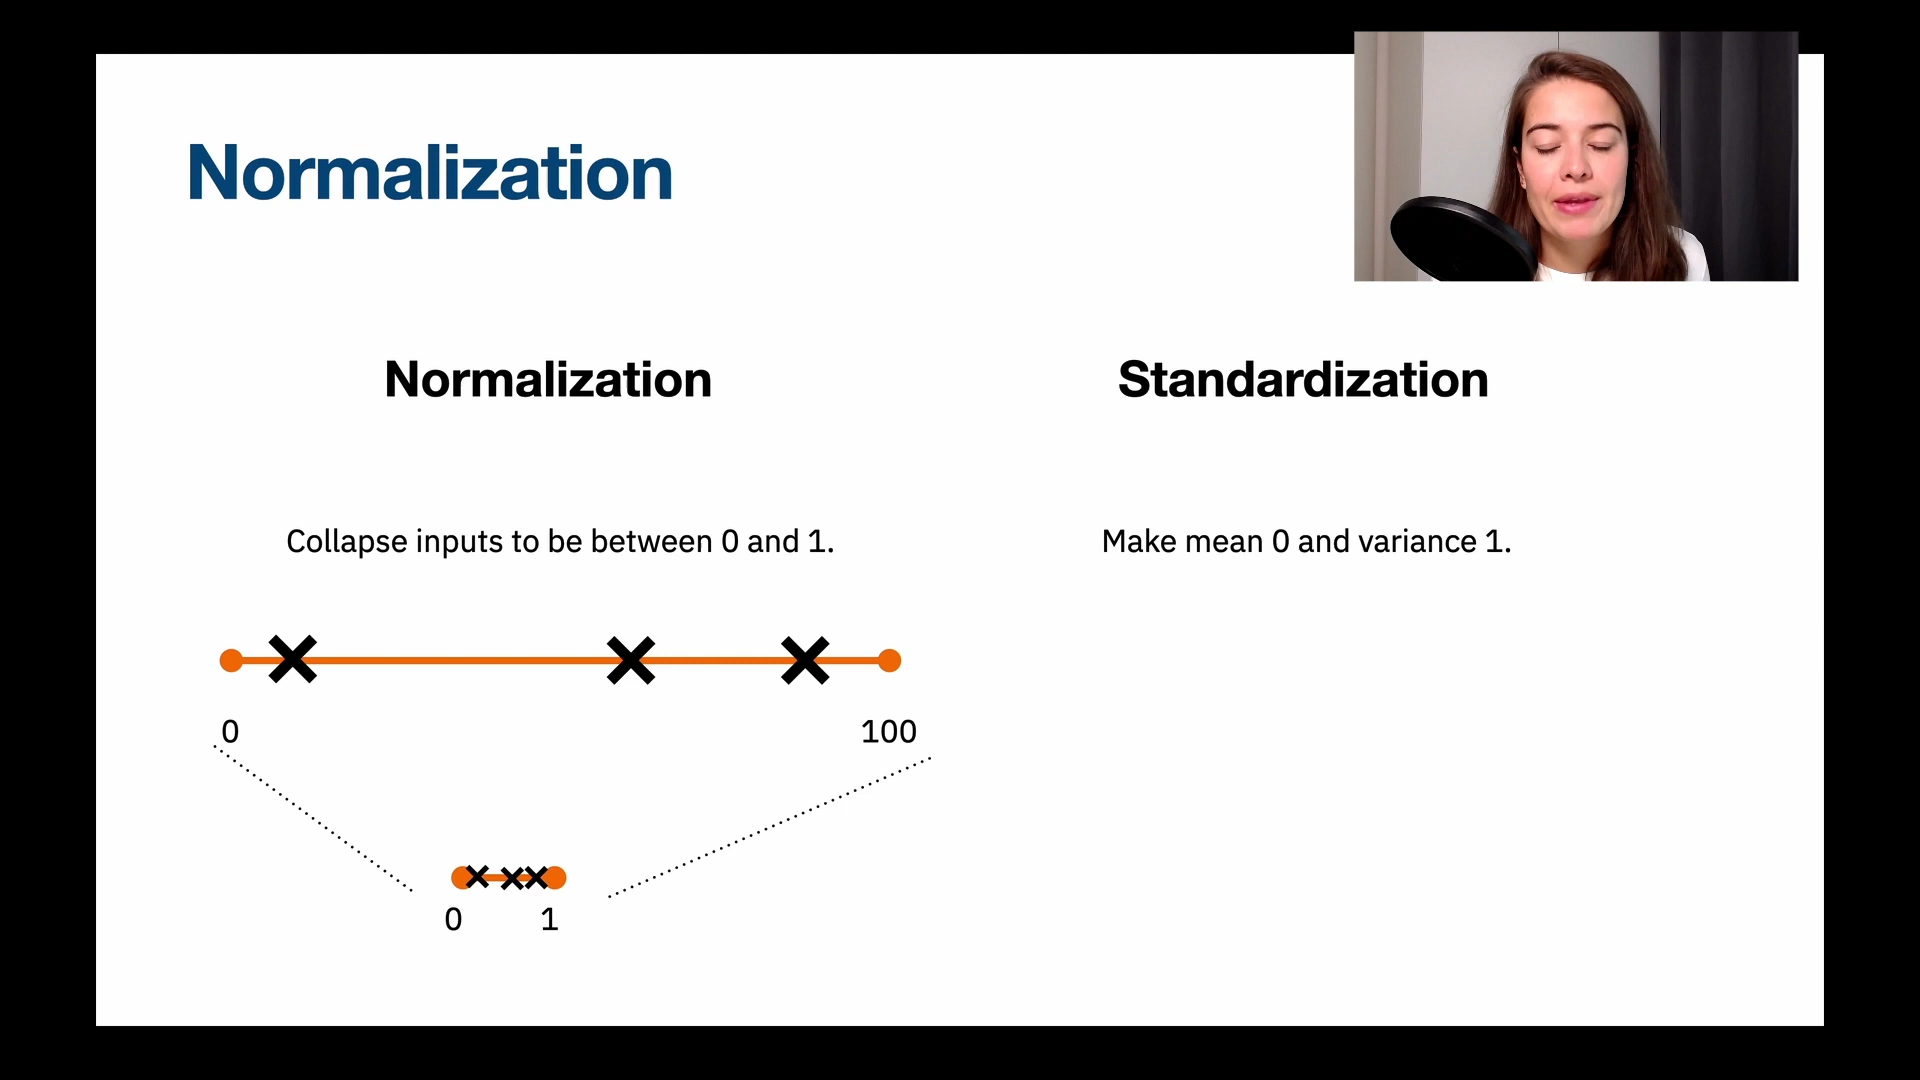 Normalization
Normalization
Standardization
Collapse inputs to be between 0 and 1.
Make mean 0 and variance 1.
0
100
0
1